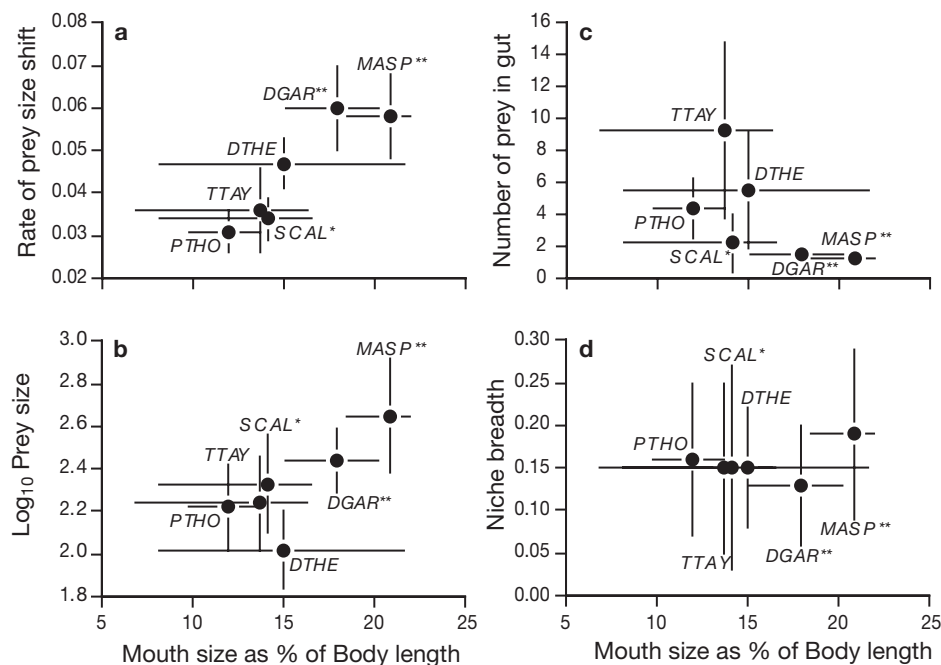 a
Rate of prey size shift
0.08
0.07
0.06
0.05
0.04
0.03
0.02
MASP**
DGAR**
DTHE
TTAY
SCAL*
PTHO
c
Number of prey in gut
16
14
12
10
8
6
4
2
0
TTAY
DTHE
PTHO
MASP**
SCAL*
DGAR**
b
Log10 Prey size
3.0
2.8
2.6
2.4
2.2
2.0
1.8
MASP**
SCAL*
TTAY
DGAR**
PTHO
DTHE
5 10 15 20 25
Mouth size as % of Body length
d
Niche breadth
0.30
0.25
0.20
0.15
0.10
0.05
0.00
SCAL*
DTHE
PTHO
MASP**
TTAY
DGAR**
5 10 15 20 25
Mouth size as % of Body length